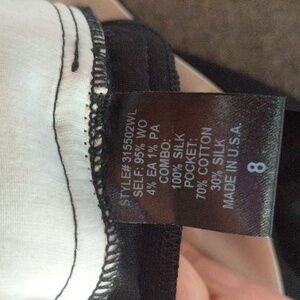 STYLE# 315502WL
SELF: 95% WO
4% EA 1% PA
COMBO:
100% SILK
POCKET:
70% COTTON
30% SILK
MADE IN U.S.A.
8